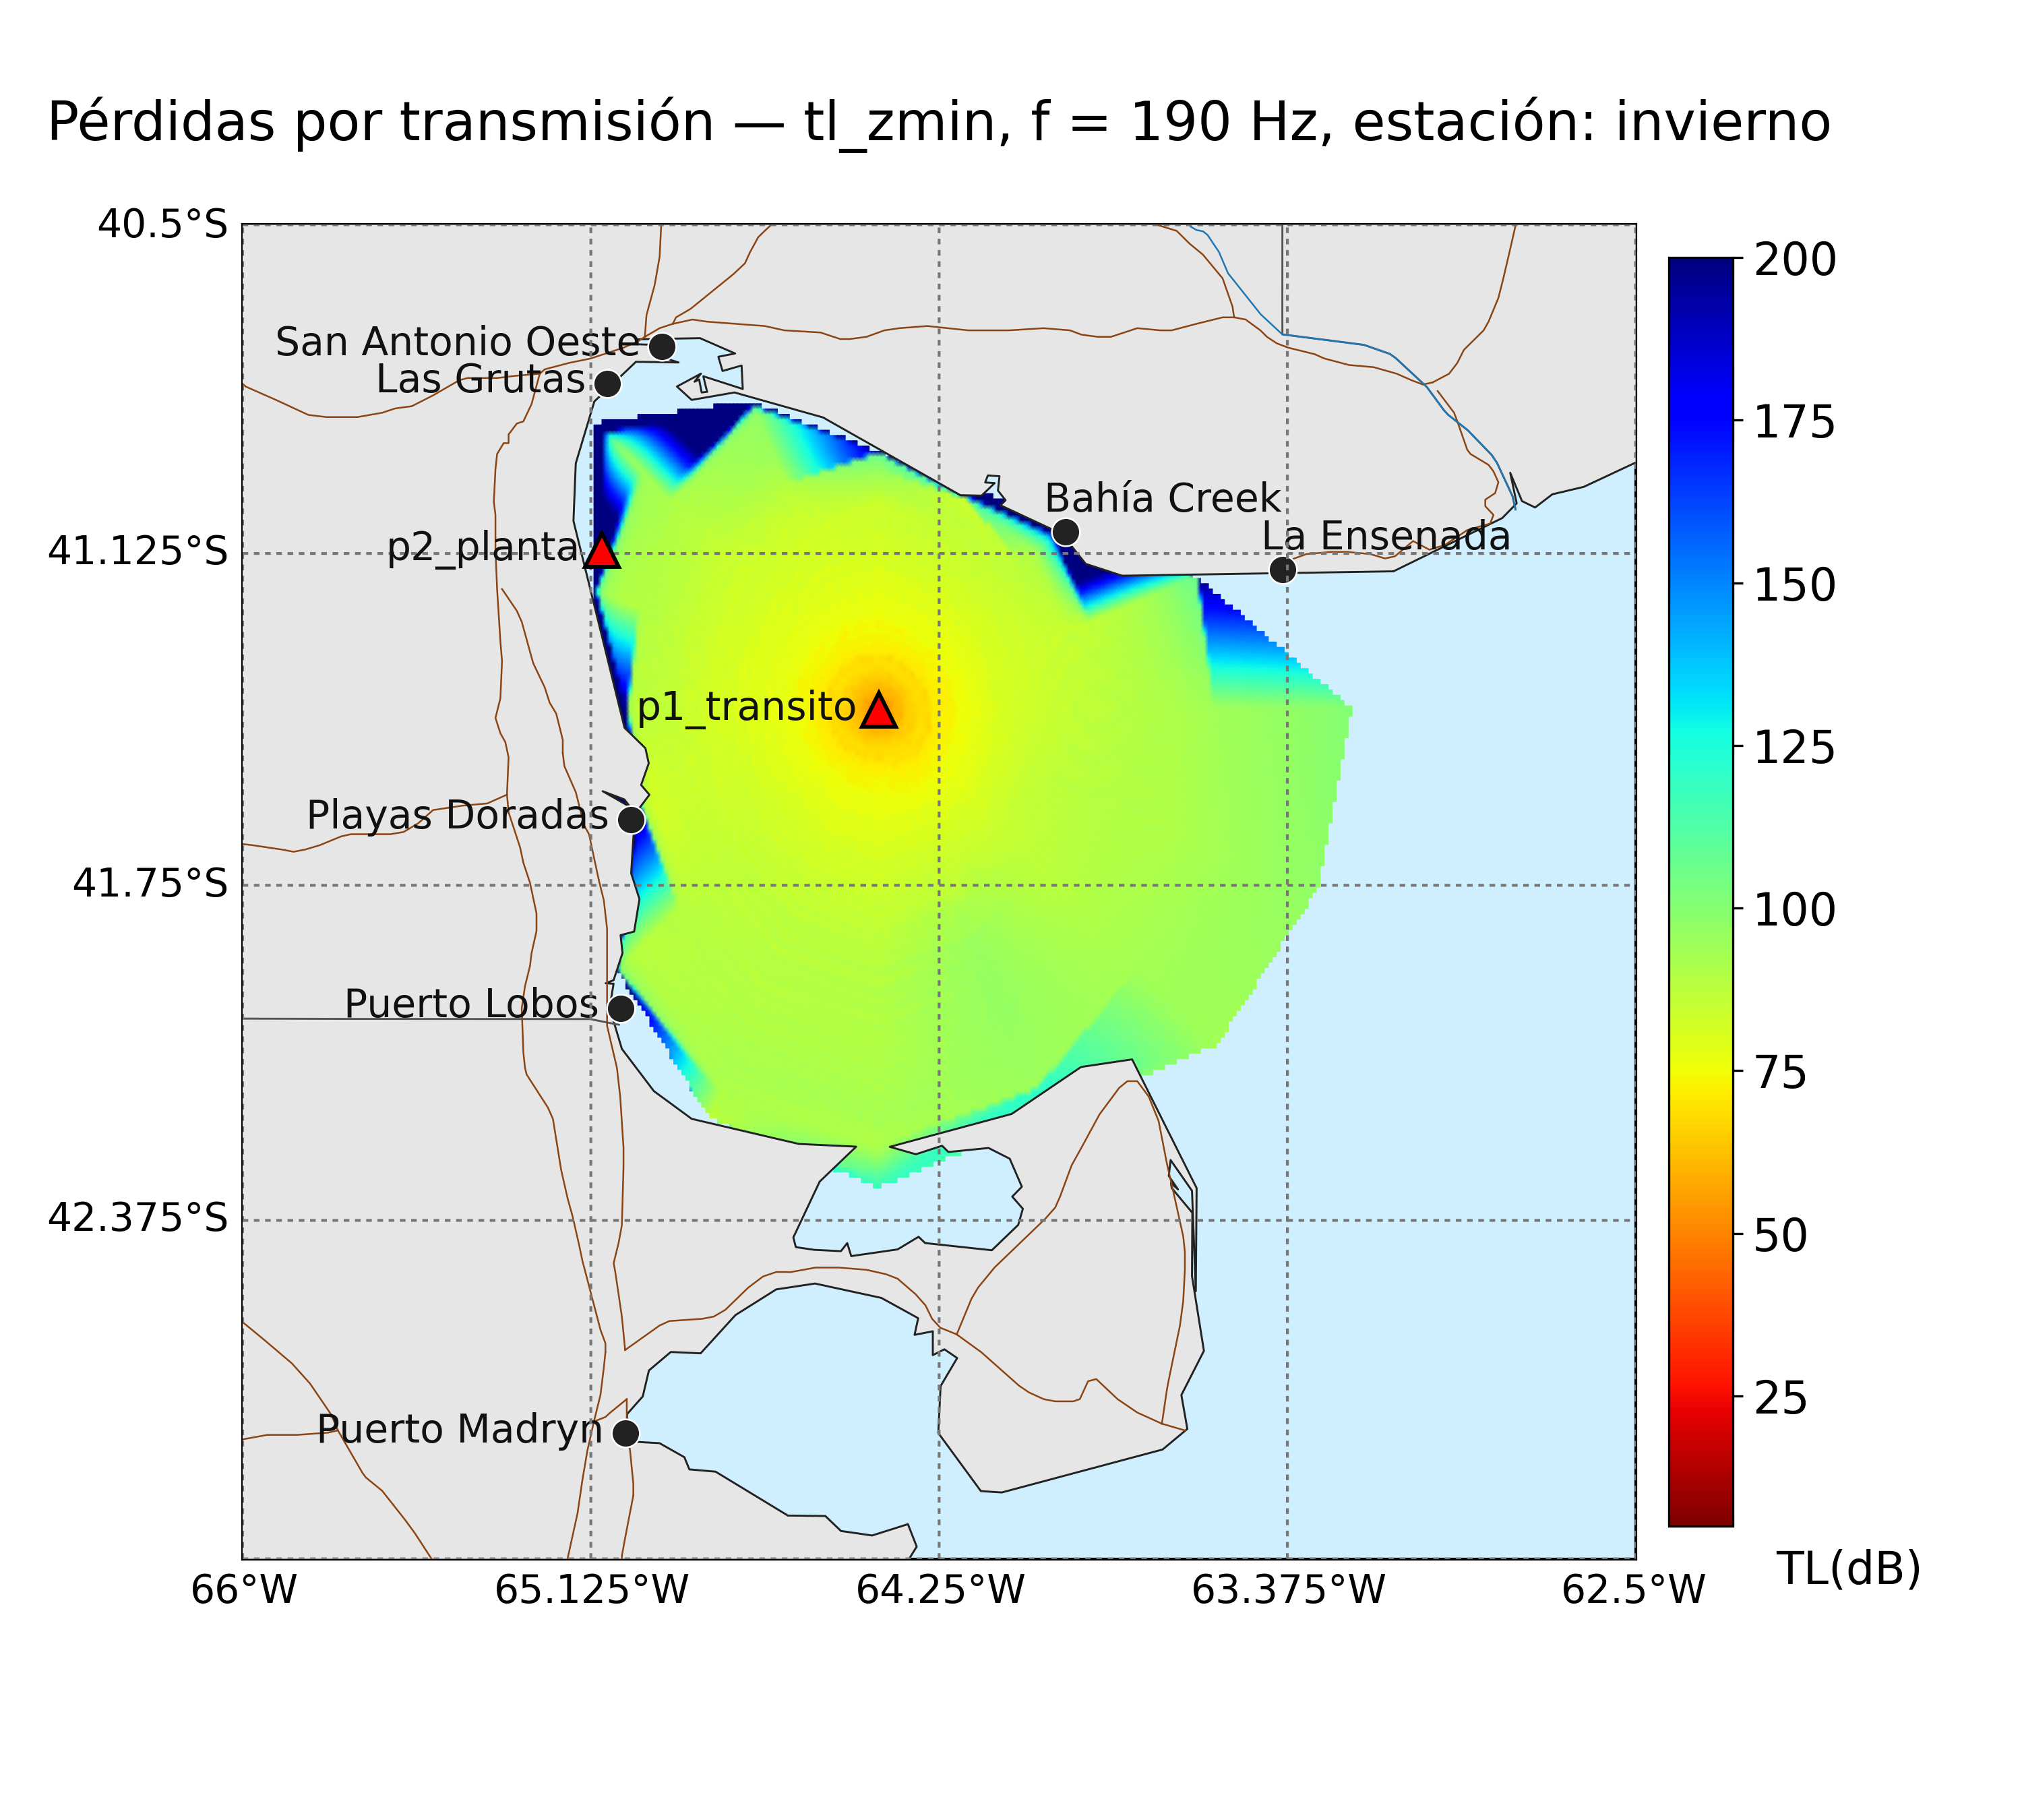 Pérdidas por transmisión — tl_zmin, f = 190 Hz, estación: invierno
40.5°S
200
San Antonio Oeste
Las Grutas
175
Bahía Creek
La Ensenada
p2_planta
41.125°S
150
p1_transito
125
Playas Doradas
41.75°S
100
Puerto Lobos
75
42.375°S
50
25
Puerto Madryn
TL(dB)
66°W
65.125°W
64.25°W
63.375°W
62.5°W